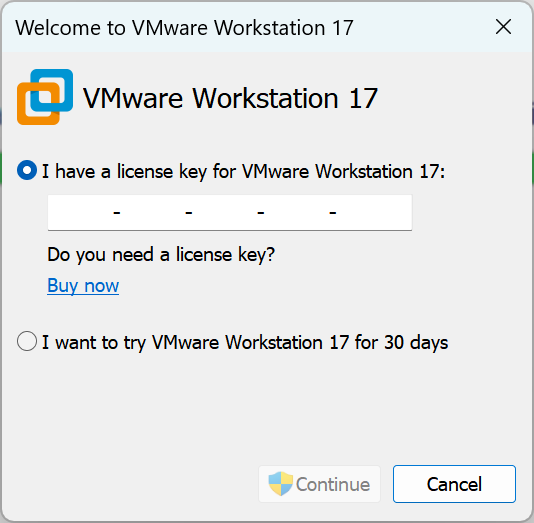 Welcome to VMware Workstation 17
VMware Workstation 17
I have a license key for VMware Workstation 17:
- - - -
Do you need a license key?
Buy now
I want to try VMware Workstation 17 for 30 days
Continue Cancel